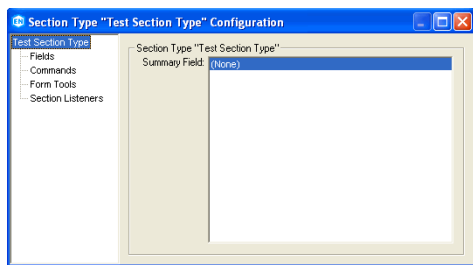 EN Section Type "Test Section Type" Configuration
Test Section Type
Fields
Commands
Form Tools
Section Listeners
Section Type "Test Section Type"
Summary Field: (None)